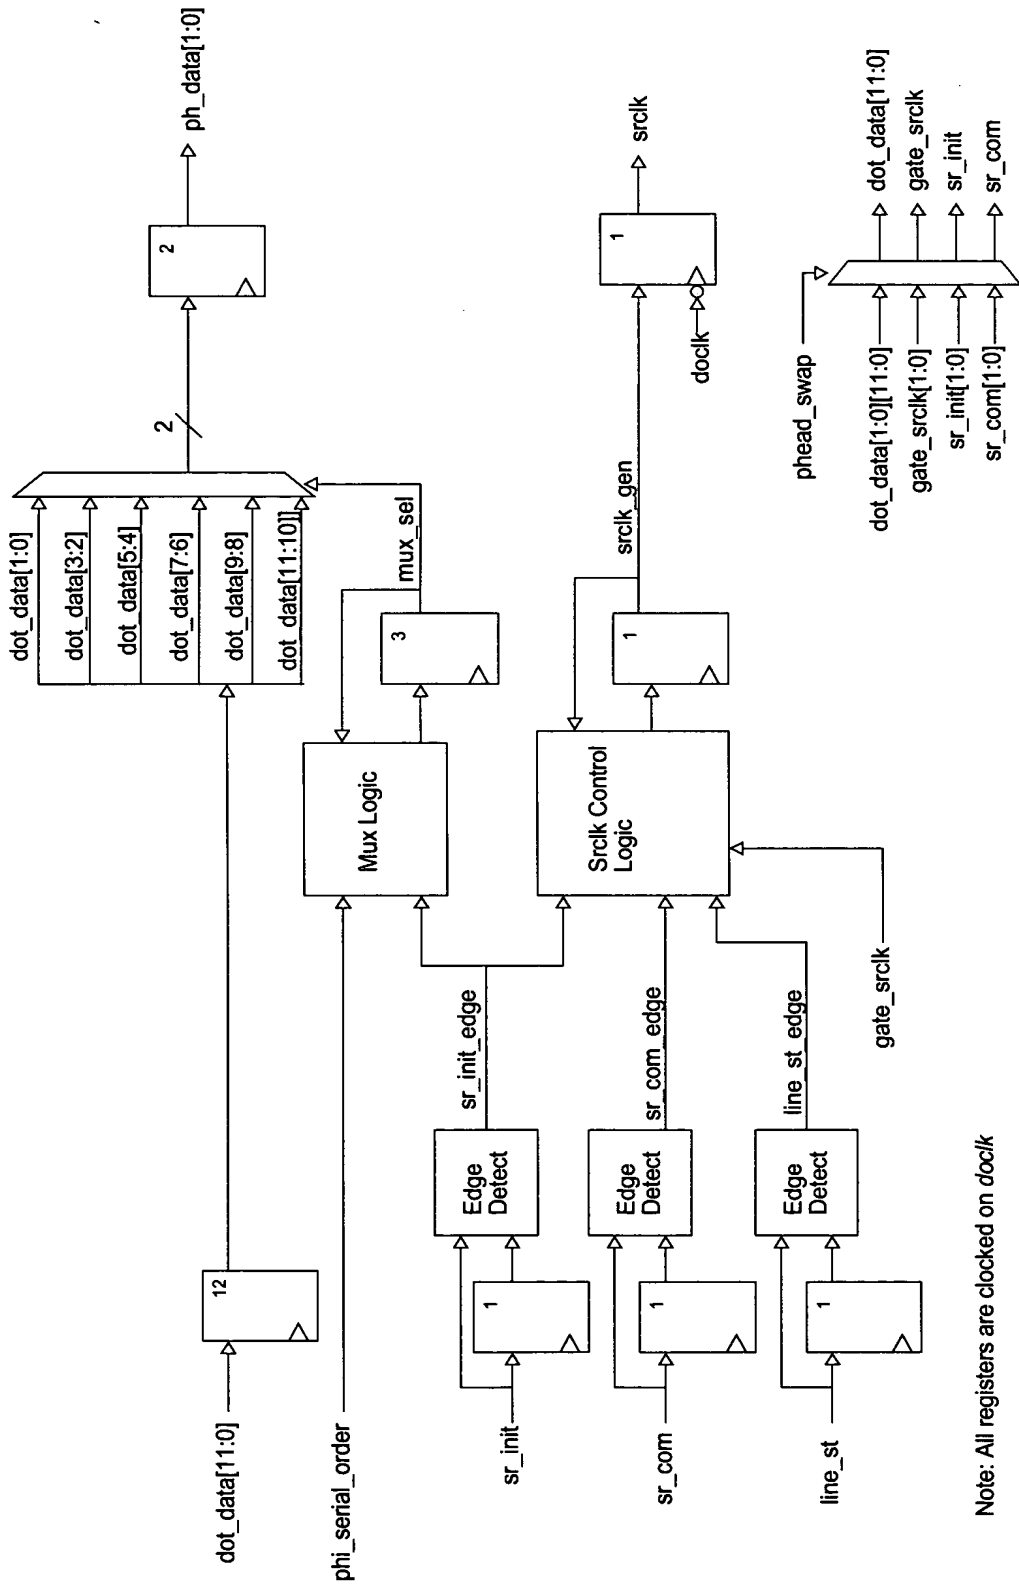 dot_data[11:0]
12
dot_data[1:0]
dot_data[3:2]
dot_data[5:4]
dot_data[7:6]
dot_data[9:8]
dot_data[11:10]]
2
2
ph_data[1:0]
phi_serial_order
Mux Logic
3
mux_sel
sr_init
1
Edge
Detect
sr_init_edge
sr_com
1
Edge
Detect
sr_com_edge
line_st
1
Edge
Detect
line_st_edge
gate_srclk
Srclk Control
Logic
1
srclk_gen
doclk
1
srclk
phead_swap
dot_data[1:0][11:0]
gate_srclk[1:0]
sr_init[1:0]
sr_com[1:0]
dot_data[11:0]
gate_srclk
sr_init
sr_com
Note: All registers are clocked on doclk